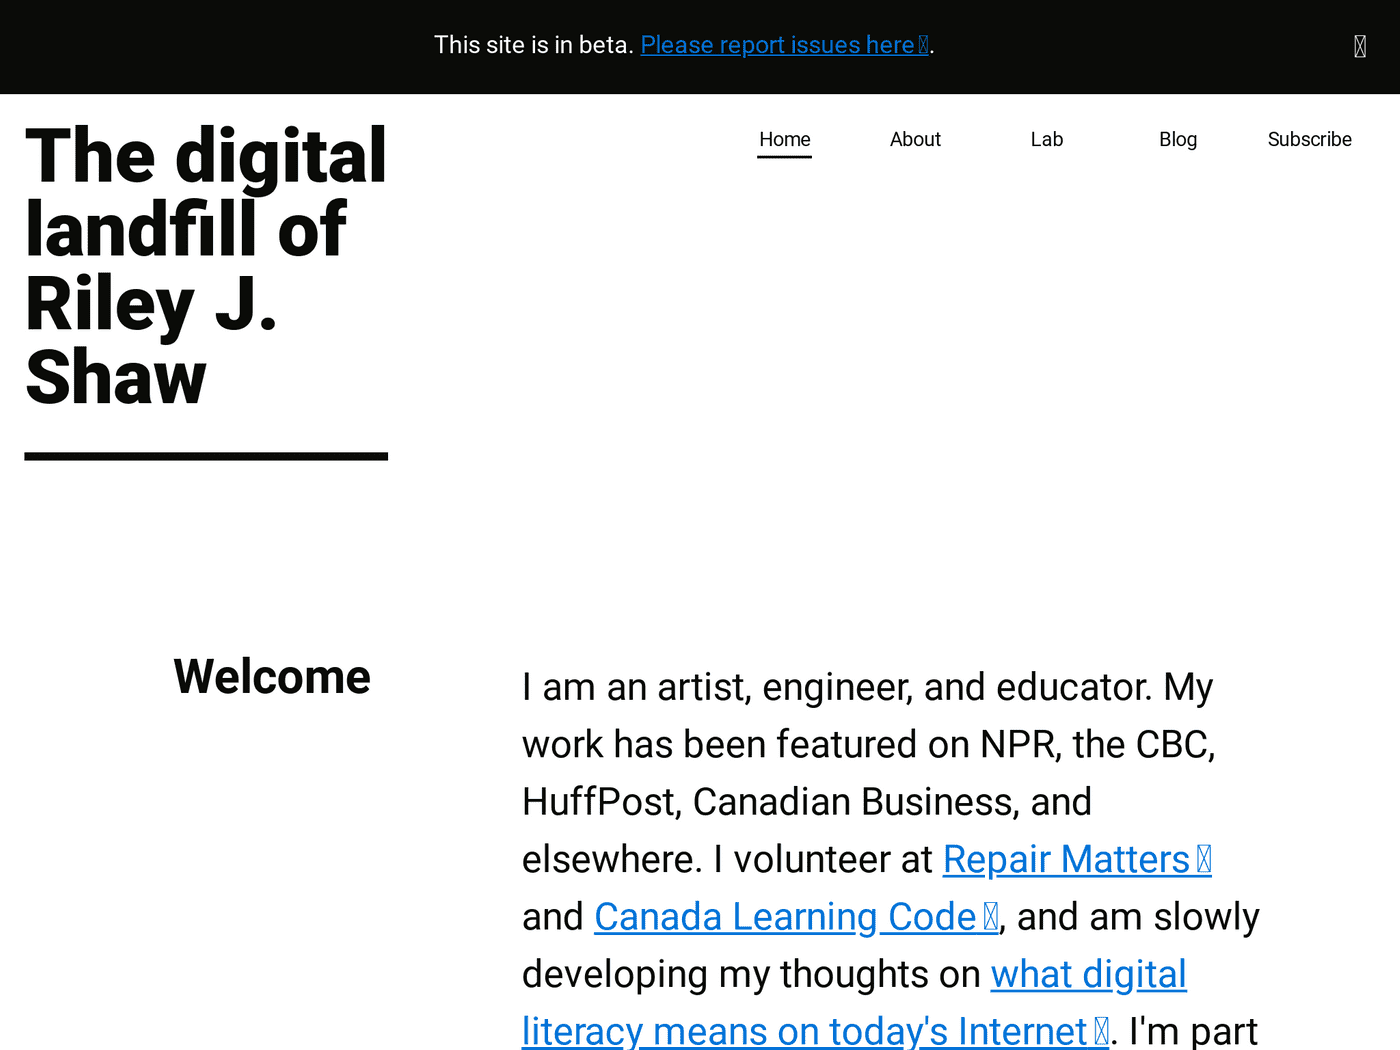 This site is in beta. Please report issues here.
The digital
landfill of
Riley J.
Shaw
Home About Lab Blog Subscribe
Welcome
I am an artist, engineer, and educator. My
work has been featured on NPR, the CBC,
HuffPost, Canadian Business, and
elsewhere. I volunteer at Repair Matters
and Canada Learning Code, and am slowly
developing my thoughts on what digital
literacy means on today's Internet. I'm part